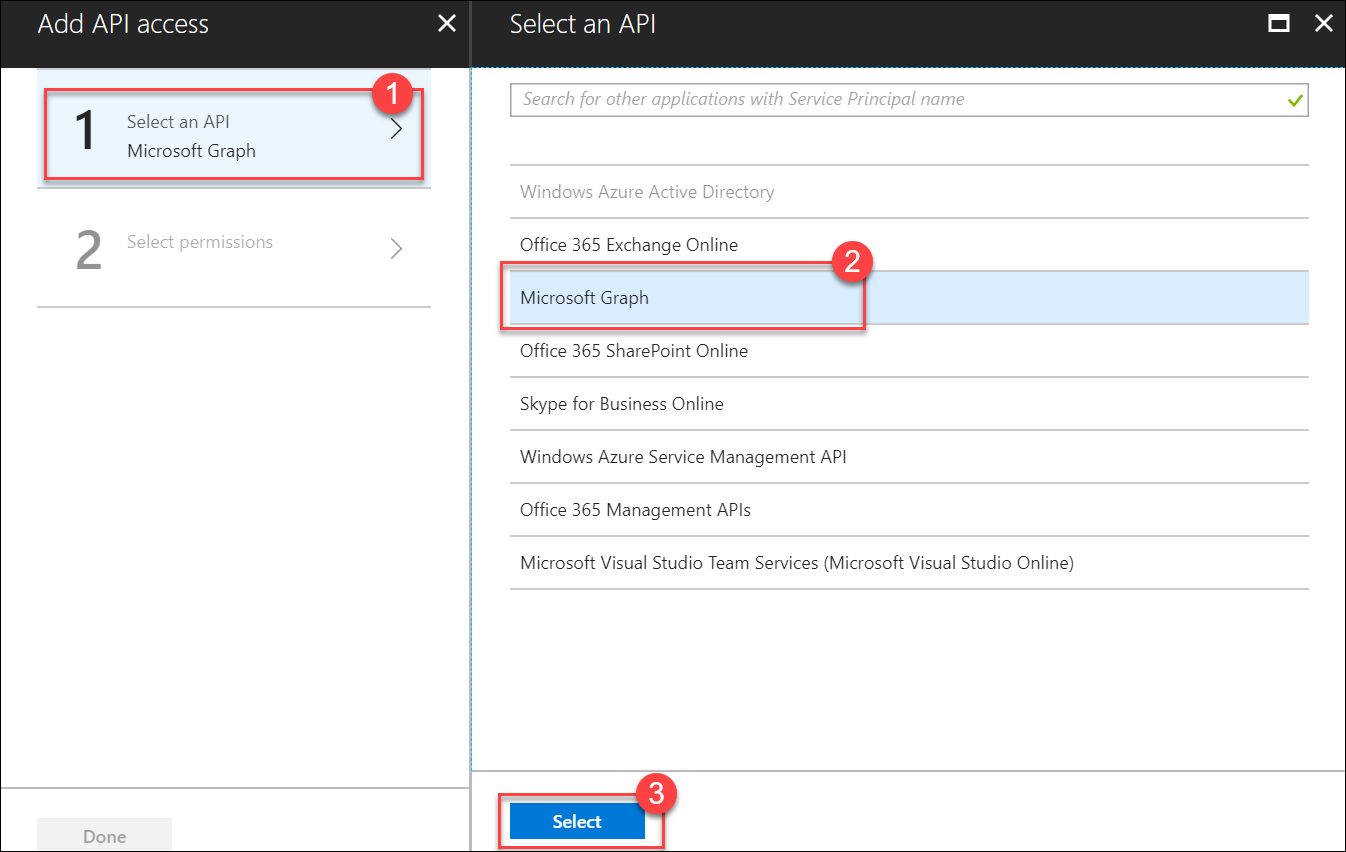 Add API access
1
1
Select an API
Microsoft Graph
2
Select permissions
Done
Select an API
Search for other applications with Service Principal name
Windows Azure Active Directory
Office 365 Exchange Online
2
Microsoft Graph
Office 365 SharePoint Online
Skype for Business Online
Windows Azure Service Management API
Office 365 Management APIs
Microsoft Visual Studio Team Services (Microsoft Visual Studio Online)
3
Select